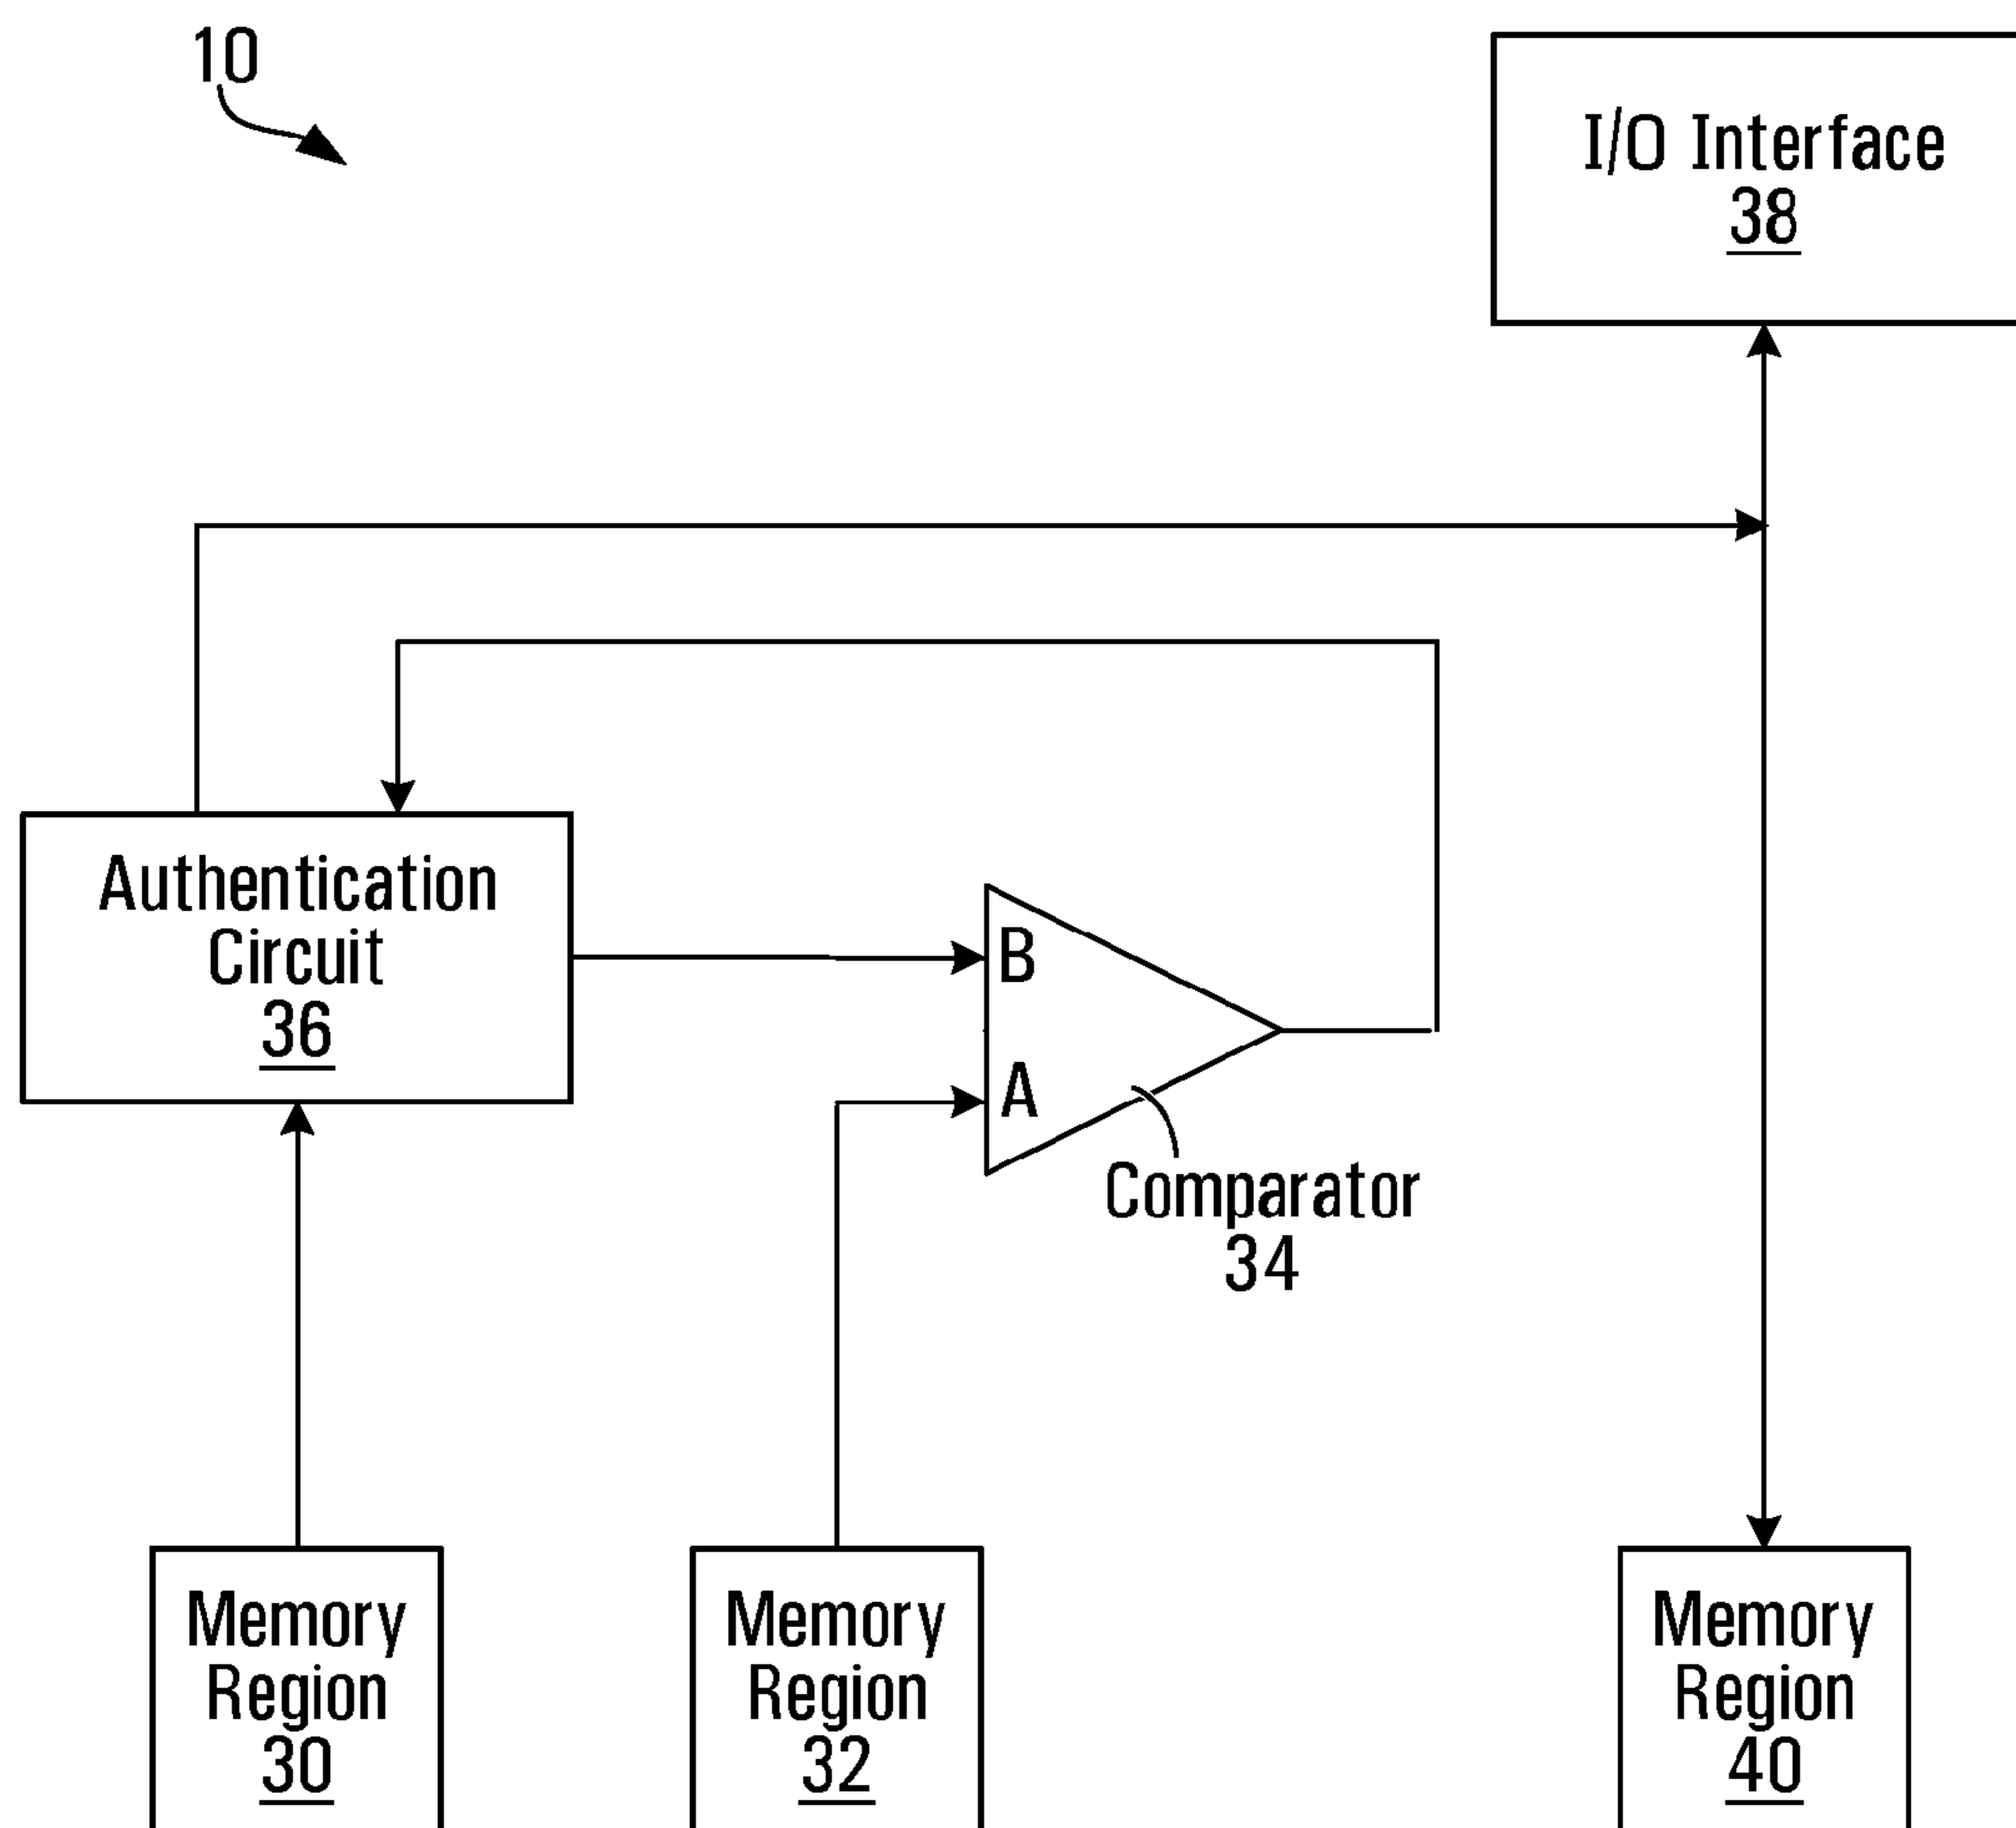 10
I/O Interface
38
Authentication
Circuit
36
B
A
Comparator
34
Memory
Region
30
Memory
Region
32
Memory
Region
40